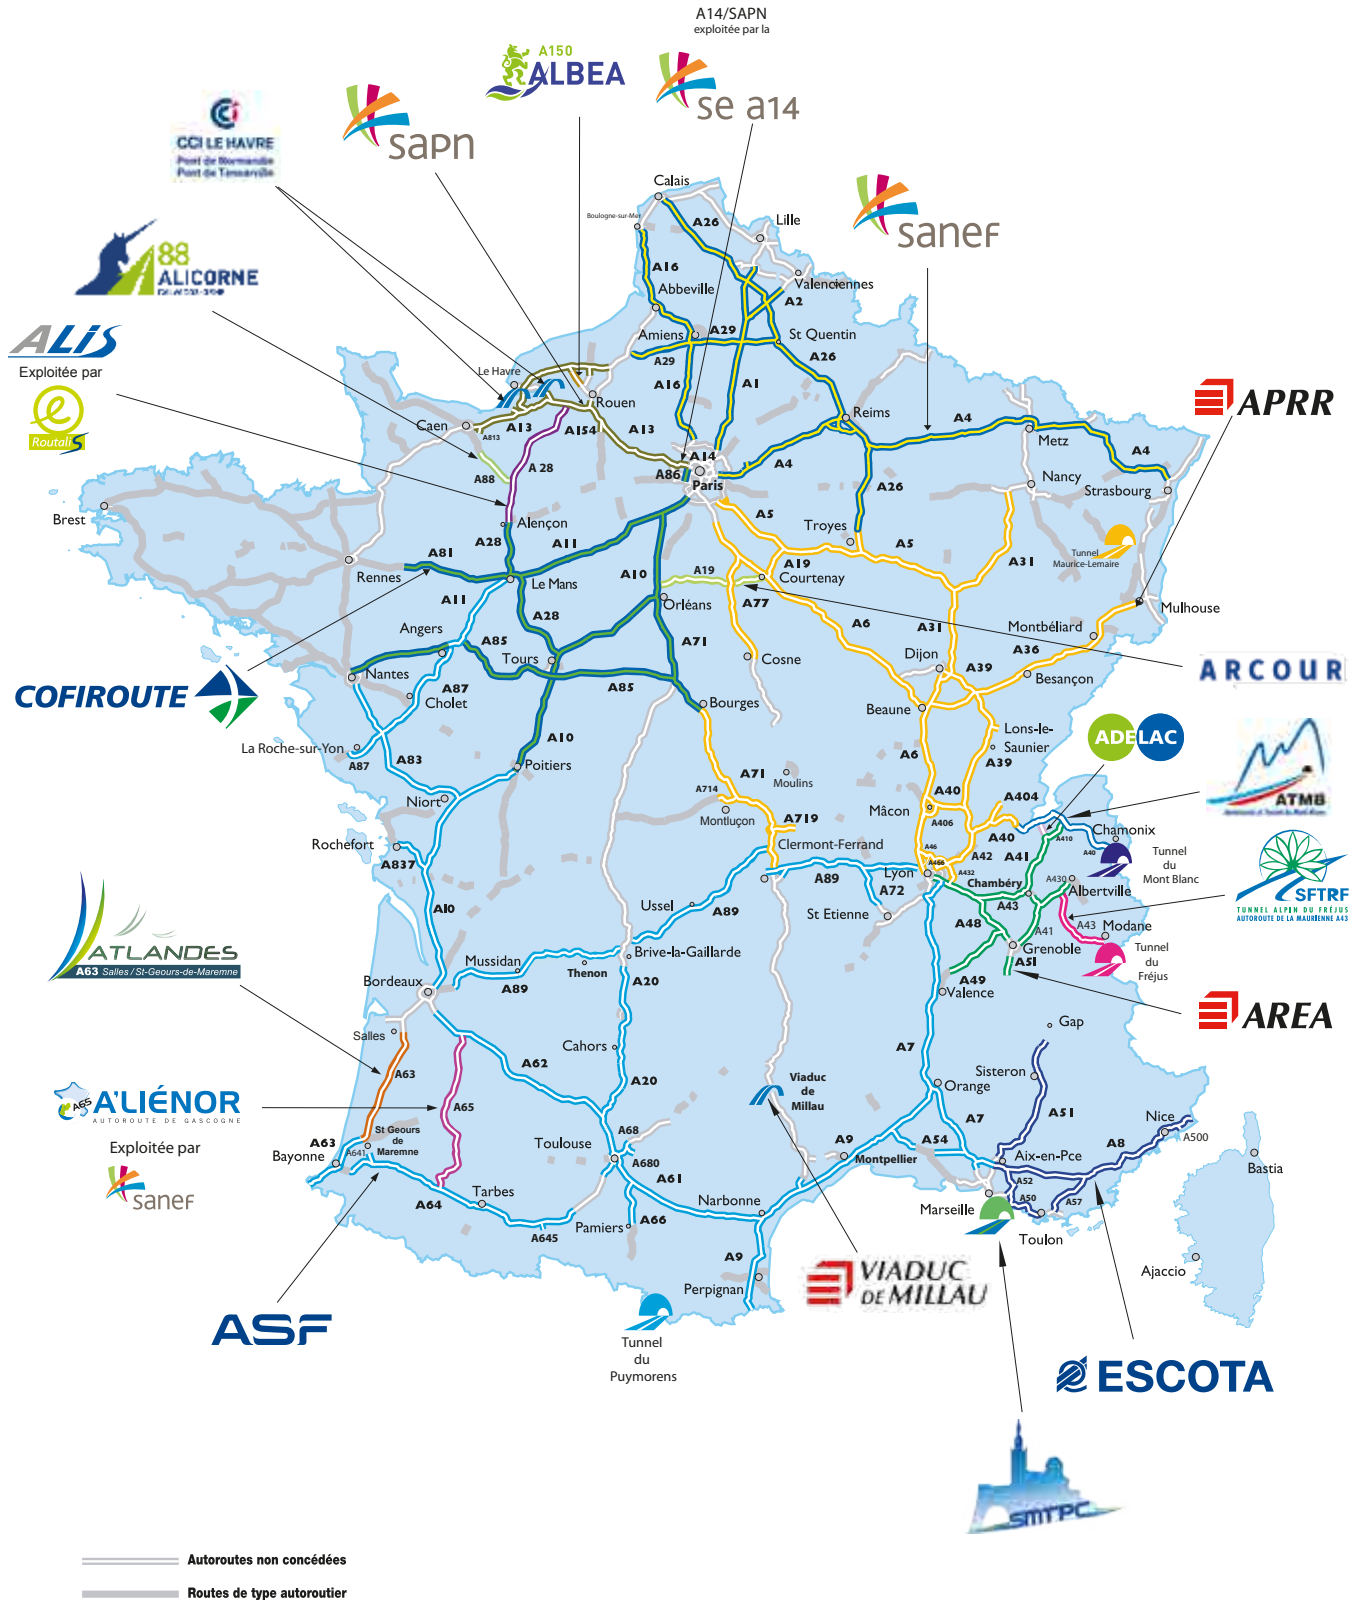 A14/SAPN
exploitée par la
A150
ALBEA
se a14
sapn
CCI LE HAVRE
Pont de Normandie
Pont de Tancarville
sanef
88
ALICORNE
ALiS
Exploitée par
e
RoutaliS
APRR
COFIROUTE
ARCOUR
ADELAC
ATMB
SFTRF
TUNNEL ALPIN DU FRÉJUS
AUTOROUTE DE LA MAURIENNE A43
ATLANDES
A63 Salles / St-Geours-de-Maremne
AREA
A65
A'LIÉNOR
AUTOROUTE DE GASCOGNE
Exploitée par
sanef
ASF
VIADUC
DE MILLAU
ESCOTA
SMTPC
Calais
Boulogne-sur-Mer
A26
Lille
A16
Abbeville
A2
Valenciennes
Amiens
A29
St Quentin
A29
A26
A16
A1
Le Havre
Rouen
Reims
A4
Metz
A4
Caen
A13
A154
A13
A813
A14
A4
A28
A88
A86
Paris
A26
Nancy
Strasbourg
Brest
Alençon
A5
Troyes
A5
Tunnel
Maurice-Lemaire
A28
A11
A81
A31
Rennes
Le Mans
A10
A19
A19
Courtenay
A11
Orléans
A77
Mulhouse
A28
A6
A31
Montbéliard
Angers
A85
A71
Tours
Cosne
Dijon
A39
A36
Nantes
A87
A85
Besançon
Cholet
Bourges
Beaune
Lons-le-
Saunier
La Roche-sur-Yon
A87
A83
A10
A6
A39
Poitiers
A71
Moulins
A714
Niort
Montluçon
Mâcon
A40
A404
A406
A719
Rochefort
A837
Clermont-Ferrand
A46
A466
A42
A40
A410
Chamonix
A40
Tunnel
du
Mont Blanc
A41
A89
Lyon
A432
Chambéry
A430
Albertville
A72
A43
Ussel
A89
St Etienne
A10
A48
A41
A43
Modane
Mussidan
Brive-la-Gaillarde
Grenoble
Tunnel
du
Fréjus
Thenon
A51
A89
A20
A49
Bordeaux
Valence
Salles
Gap
Cahors
A7
A62
A63
A20
Sisteron
Viaduc
de
Millau
Orange
A65
A51
A7
St Geours
de
Maremne
A68
Nice
A500
A63
A641
Toulouse
A9
A54
A8
Bayonne
A680
Montpellier
Aix-en-Pce
Bastia
A61
A52
A64
Tarbes
Narbonne
A50
A57
Marseille
A66
Pamiers
A645
Toulon
A9
Ajaccio
Perpignan
Tunnel
du
Puymorens
Autoroutes non concédées
Routes de type autoroutier